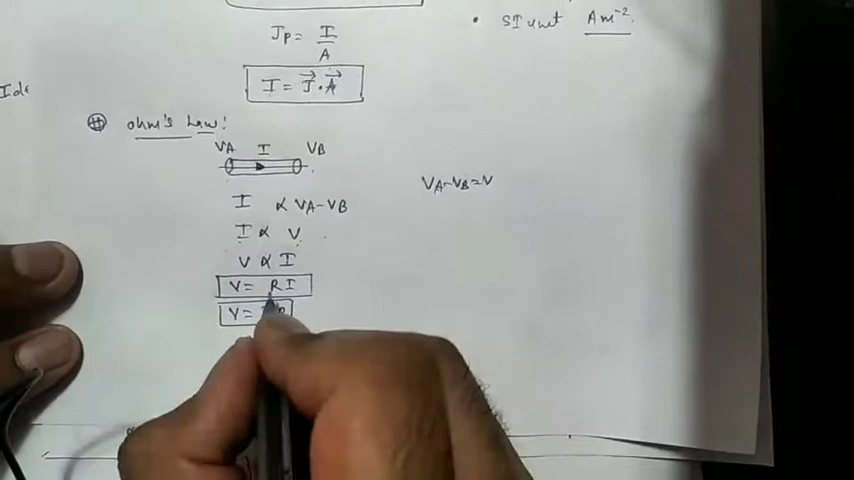 Jp = I/A
• SI unit Am⁻²
I = J⃗·A⃗
# ohm's Law:
VA I VB
I ∝ VA-VB
VA-VB=V
I ∝ V
V ∝ I
V = RI
V =